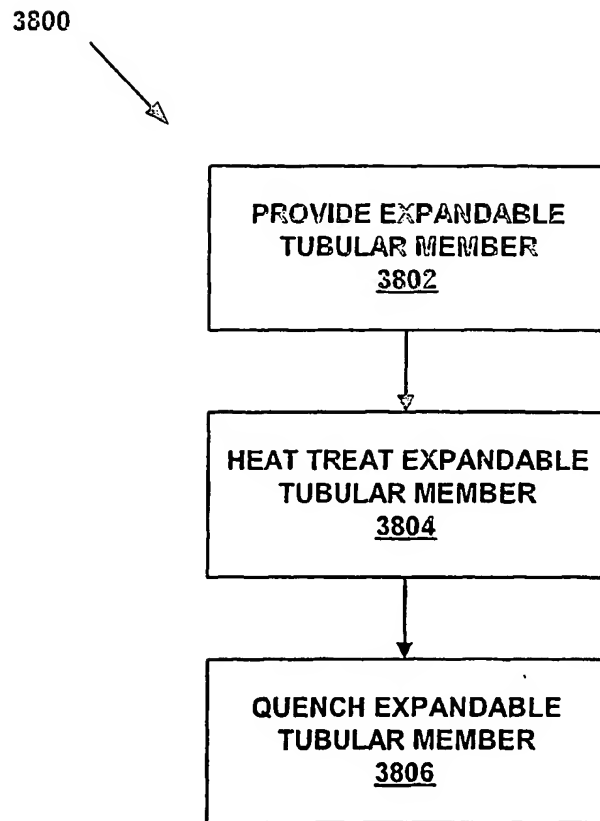 3800
PROVIDE EXPANDABLE
TUBULAR MEMBER
3802
HEAT TREAT EXPANDABLE
TUBULAR MEMBER
3804
QUENCH EXPANDABLE
TUBULAR MEMBER
3806